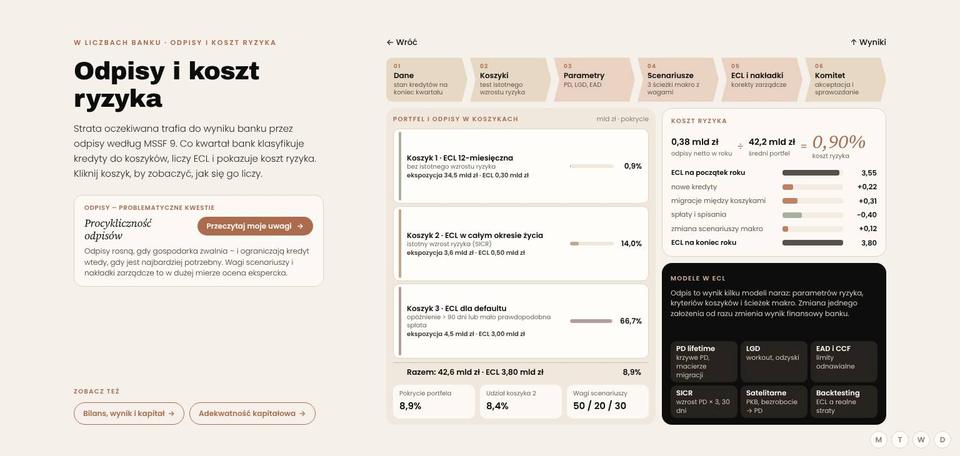 W LICZBACH BANKU · ODPISY I KOSZT RYZYKA
Odpisy i koszt
ryzyka
Strata oczekiwana trafia do wyniku banku przez
odpisy według MSSF 9. Co kwartał bank klasyfikuje
kredyty do koszyków, liczy ECL i pokazuje koszt ryzyka.
Kliknij koszyk, by zobaczyć, jak się go liczy.
ODPISY – PROBLEMATYCZNE KWESTIE
Procykliczność
odpisów
Przeczytaj moje uwagi →
Odpisy rosną, gdy gospodarka zwalnia – i ograniczają kredyt
wtedy, gdy jest najbardziej potrzebny. Wagi scenariuszy i
nakładki zarządcze to w dużej mierze ocena ekspercka.
ZOBACZ TEŻ
Bilans, wynik i kapitał →
Adekwatność kapitałowa →
← Wróć
↑ Wyniki
01
Dane
stan kredytów na
koniec kwartału
02
Koszyki
test istotnego
wzrostu ryzyka
03
Parametry
PD, LGD, EAD
04
Scenariusze
3 ścieżki makro z
wagami
05
ECL i nakładki
korekty zarządcze
06
Komitet
akceptacja i
sprawozdanie
PORTFEL I ODPISY W KOSZYKACH
mld zł · pokrycie
Koszyk 1 · ECL 12-miesięczna
bez istotnego wzrostu ryzyka
ekspozycja 34,5 mld zł · ECL 0,30 mld zł
0,9%
Koszyk 2 · ECL w całym okresie życia
istotny wzrost ryzyka (SICR)
ekspozycja 3,6 mld zł · ECL 0,50 mld zł
14,0%
Koszyk 3 · ECL dla defaultu
opóźnienie > 90 dni lub mało prawdopodobna
spłata
ekspozycja 4,5 mld zł · ECL 3,00 mld zł
66,7%
Razem: 42,6 mld zł · ECL 3,80 mld zł
8,9%
Pokrycie portfela
8,9%
Udział koszyka 2
8,4%
Wagi scenariuszy
50 / 20 / 30
KOSZT RYZYKA
0,38 mld zł
odpisy netto w roku
÷
42,2 mld zł
średni portfel
=
0,90%
koszt ryzyka
ECL na początek roku 3,55
nowe kredyty +0,22
migracje między koszykami +0,31
spłaty i spisania −0,40
zmiana scenariuszy makro +0,12
ECL na koniec roku 3,80
MODELE W ECL
Odpis to wynik kilku modeli naraz: parametrów ryzyka,
kryteriów koszyków i ścieżek makro. Zmiana jednego
założenia od razu zmienia wynik finansowy banku.
PD lifetime
krzywe PD,
macierze
migracji
LGD
workout, odzyski
EAD i CCF
limity
odnawialne
SICR
wzrost PD × 3, 30
dni
Satelitarne
PKB, bezrobocie
→ PD
Backtesting
ECL a realne
straty
M T W D